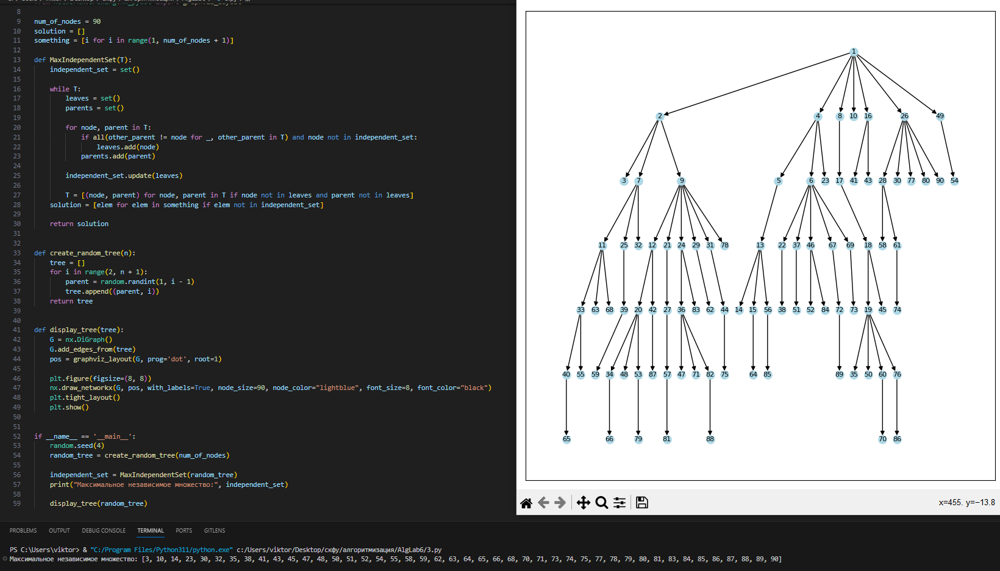 8
9 num_of_nodes = 90
10 solution = []
11 something = [i for i in range(1, num_of_nodes + 1)]
12
13 def MaxIndependentSet(T):
14 independent_set = set()
15
16 while T:
17 leaves = set()
18 parents = set()
19
20 for node, parent in T:
21 if all(other_parent != node for _, other_parent in T) and node not in independent_set:
22 leaves.add(node)
23 parents.add(parent)
24
25 independent_set.update(leaves)
26
27 T = [(node, parent) for node, parent in T if node not in leaves and parent not in leaves]
28 solution = [elem for elem in something if elem not in independent_set]
29
30 return solution
31
32
33 def create_random_tree(n):
34 tree = []
35 for i in range(2, n + 1):
36 parent = random.randint(1, i - 1)
37 tree.append((parent, i))
38 return tree
39
40
41 def display_tree(tree):
42 G = nx.DiGraph()
43 G.add_edges_from(tree)
44 pos = graphviz_layout(G, prog='dot', root=1)
45
46 plt.figure(figsize=(8, 8))
47 nx.draw_networkx(G, pos, with_labels=True, node_size=90, node_color="lightblue", font_size=8, font_color="black")
48 plt.tight_layout()
49 plt.show()
50
51
52 if __name__ == '__main__':
53 random.seed(4)
54 random_tree = create_random_tree(num_of_nodes)
55
56 independent_set = MaxIndependentSet(random_tree)
57 print("Максимальное независимое множество:", independent_set)
58
59 display_tree(random_tree)
1
2 4 8 10 16 26 49
3 7 9 5 6 23 17 41 43 28 30 77 80 90 54
11 25 32 12 21 24 29 31 78 13 22 37 46 67 69 18 58 61
33 63 68 39 20 42 27 36 83 62 44 14 15 56 38 51 52 84 72 73 19 45 74
40 55 59 34 48 53 87 57 47 71 82 75 64 85 89 35 50 60 76
65 66 79 81 88 70 86
x=455. y=−13.8
PROBLEMS OUTPUT DEBUG CONSOLE TERMINAL PORTS GITLENS
PS C:\Users\viktor> & "C:/Program Files/Python311/python.exe" c:/Users/viktor/Desktop/скфу/алгоритмизация/AlgLab6/3.py
Максимальное независимое множество: [3, 10, 14, 23, 30, 32, 35, 38, 41, 43, 45, 47, 48, 50, 51, 52, 54, 55, 58, 59, 62, 63, 64, 65, 66, 68, 70, 71, 73, 74, 75, 77, 78, 79, 80, 81, 83, 84, 85, 86, 87, 88, 89, 90]